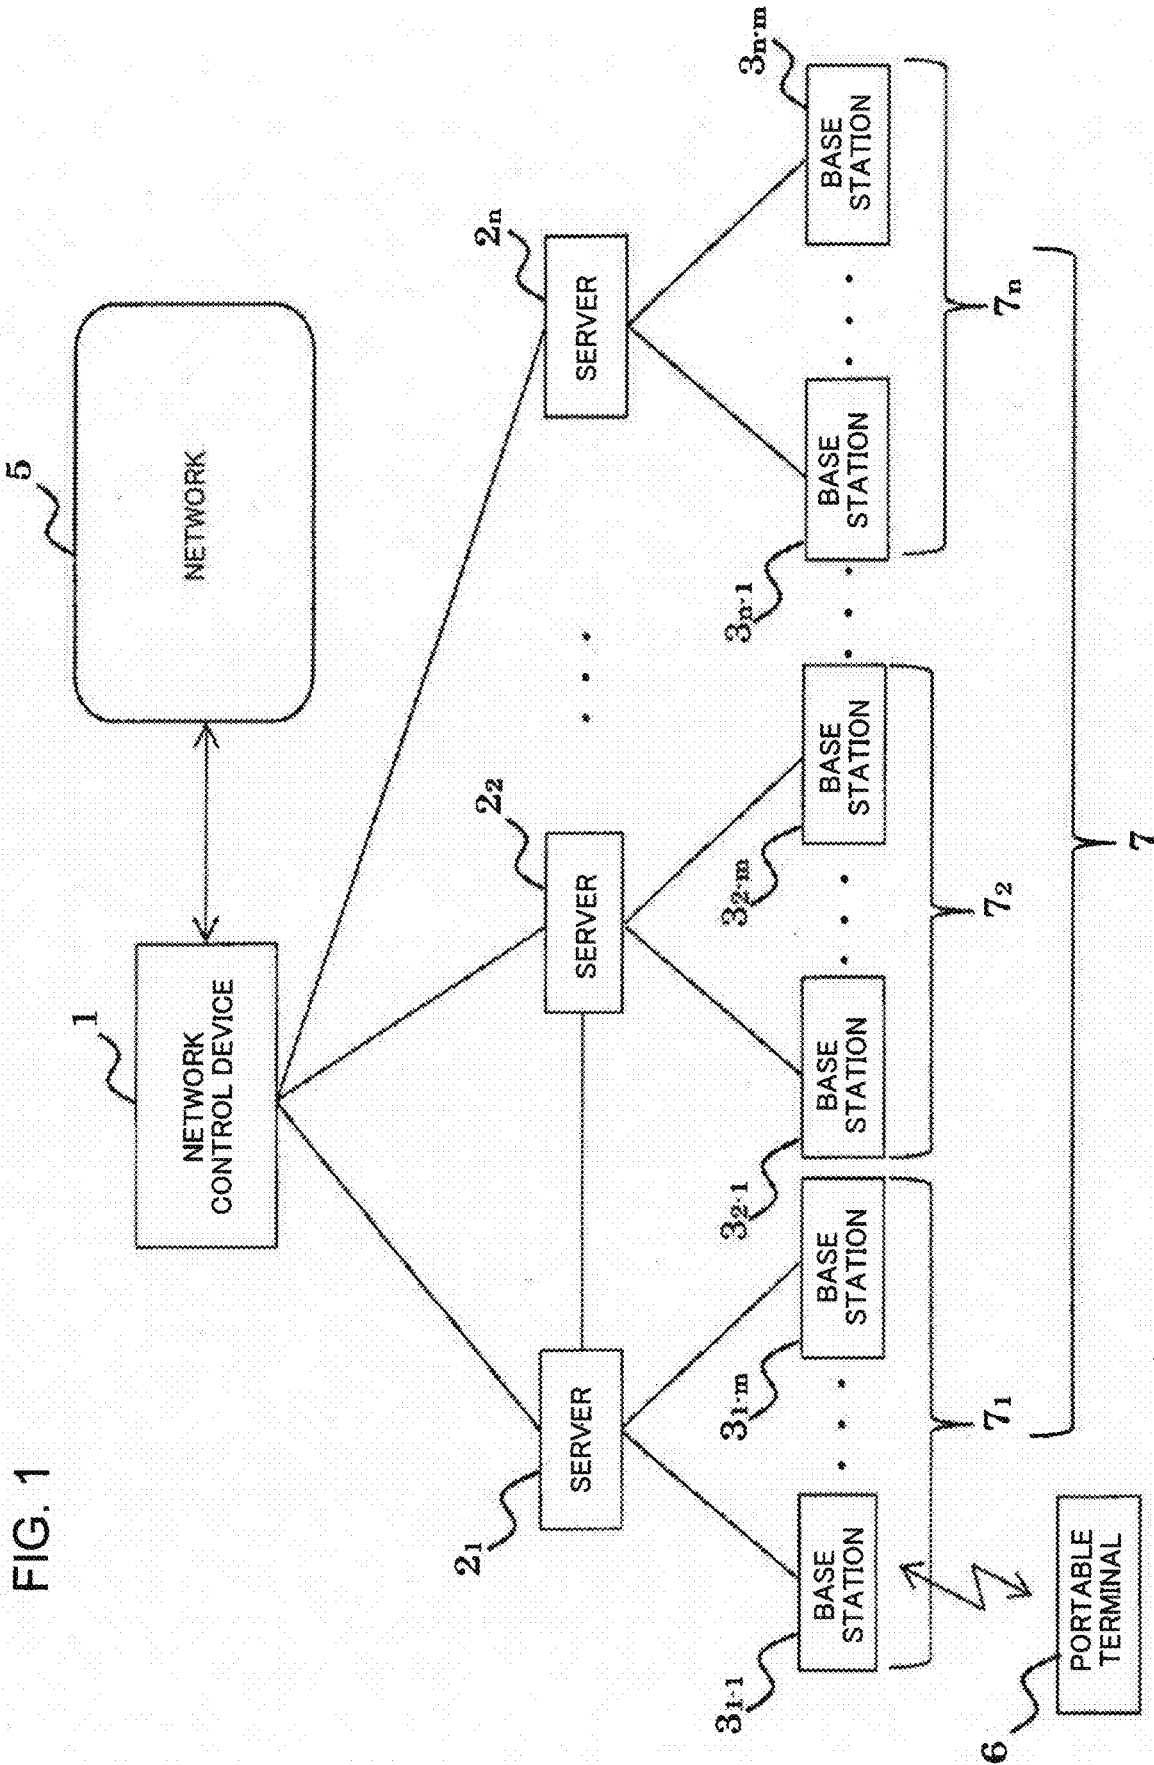 FIG. 1
1
NETWORK
CONTROL DEVICE
5
NETWORK
2₁
SERVER
2₂
SERVER
2ₙ
SERVER
3₁₋₁
BASE
STATION
3₁₋ₘ
BASE
STATION
3₂₋₁
BASE
STATION
3₂₋ₘ
BASE
STATION
3ₙ₋₁
BASE
STATION
3ₙ₋ₘ
BASE
STATION
7₁
7₂
7ₙ
7
6
PORTABLE
TERMINAL